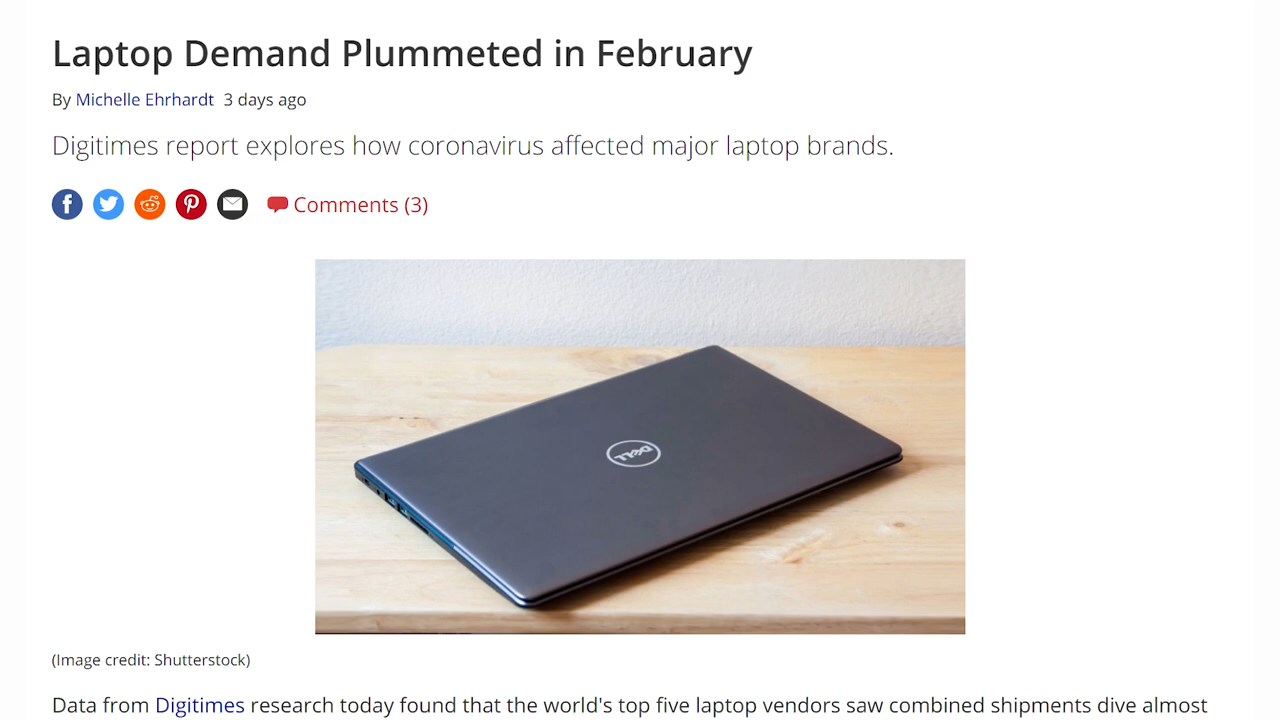 Laptop Demand Plummeted in February
By Michelle Ehrhardt 3 days ago
Digitimes report explores how coronavirus affected major laptop brands.
Comments (3)
DELL
(Image credit: Shutterstock)
Data from Digitimes research today found that the world's top five laptop vendors saw combined shipments dive almost